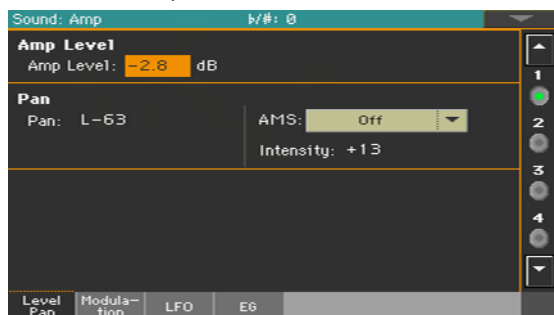 Sound: Amp b/#: 0
Amp Level
Amp Level: -2.8 dB
1
Pan
Pan: L-63 AMS: Off
2
Intensity: +13
3
4
Level Pan Modula-tion LFO EG